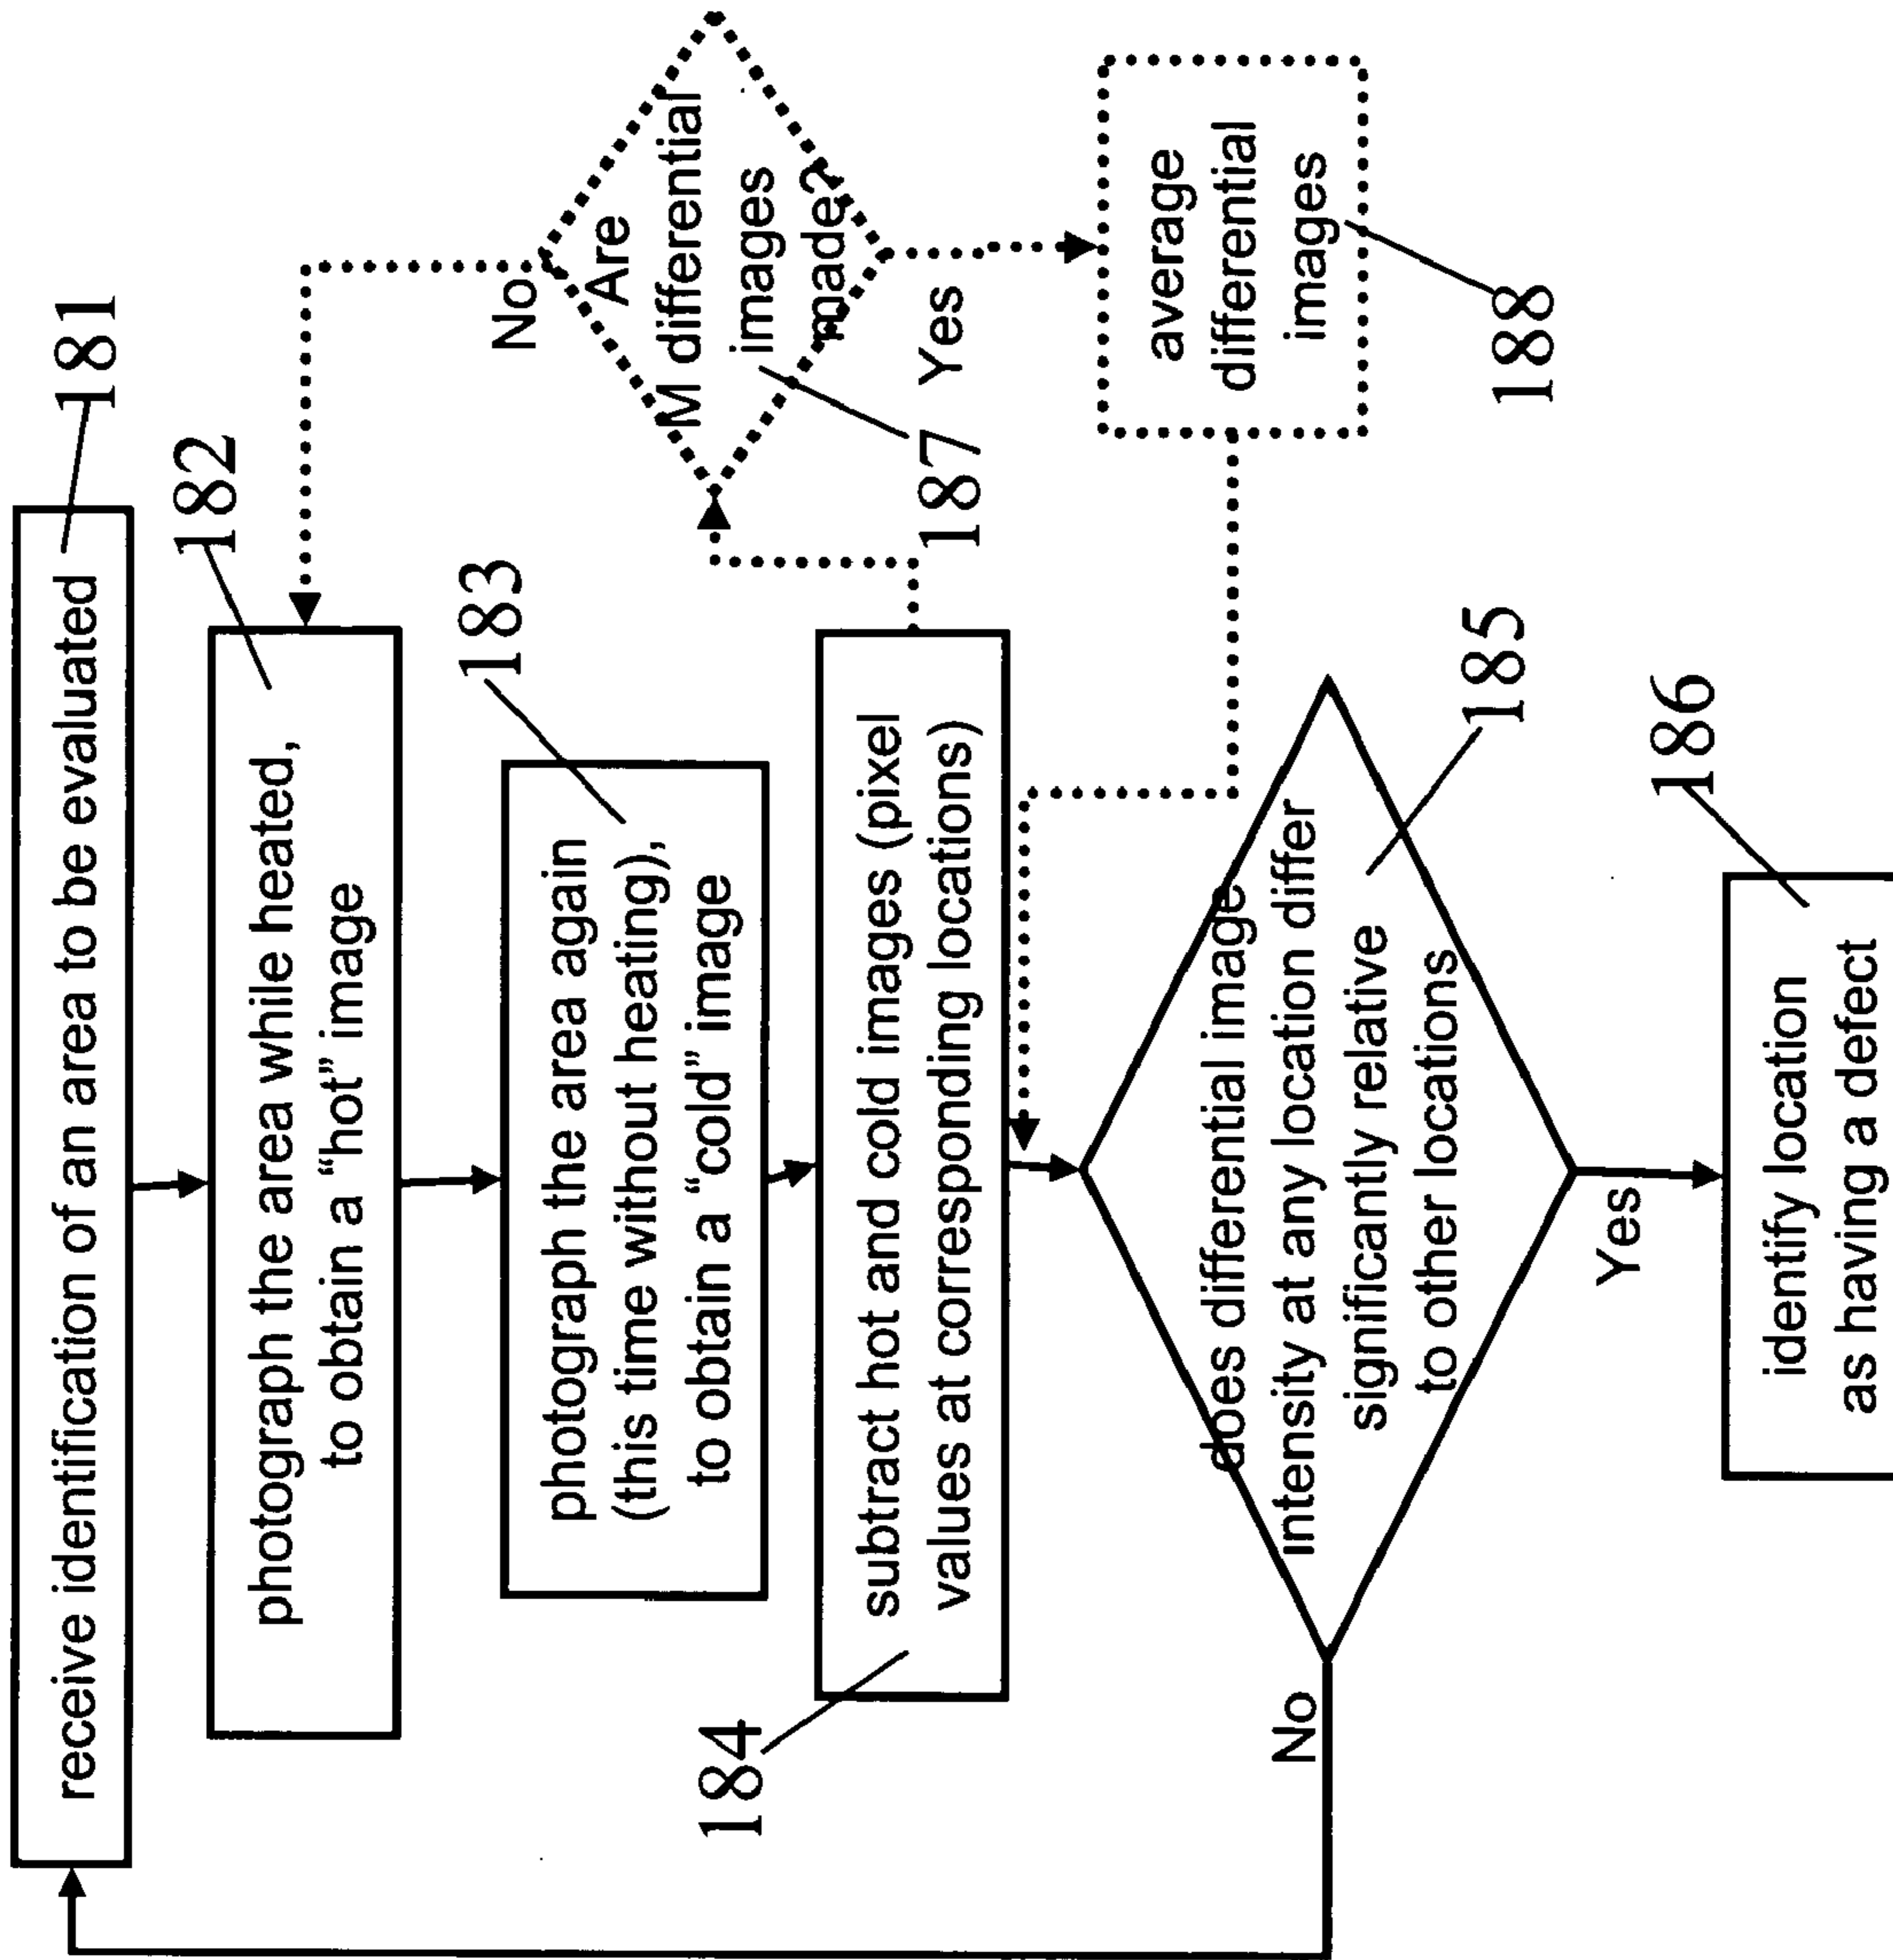 receive identification of an area to be evaluated
181
photograph the area while heated,
to obtain a “hot” image
182
photograph the area again
(this time without heating),
to obtain a “cold” image
183
subtract hot and cold images (pixel
values at corresponding locations)
184
does differential image
intensity at any location differ
significantly relative
to other locations
185
No
Yes
identify location
as having a defect
186
No
Are
M differential
images
made?
187
Yes
average
differential
images
188